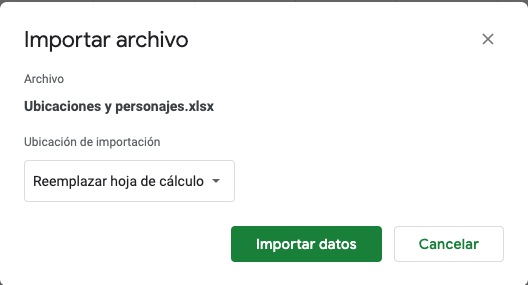 Importar archivo
Archivo
Ubicaciones y personajes.xlsx
Ubicación de importación
Reemplazar hoja de cálculo
Importar datos
Cancelar